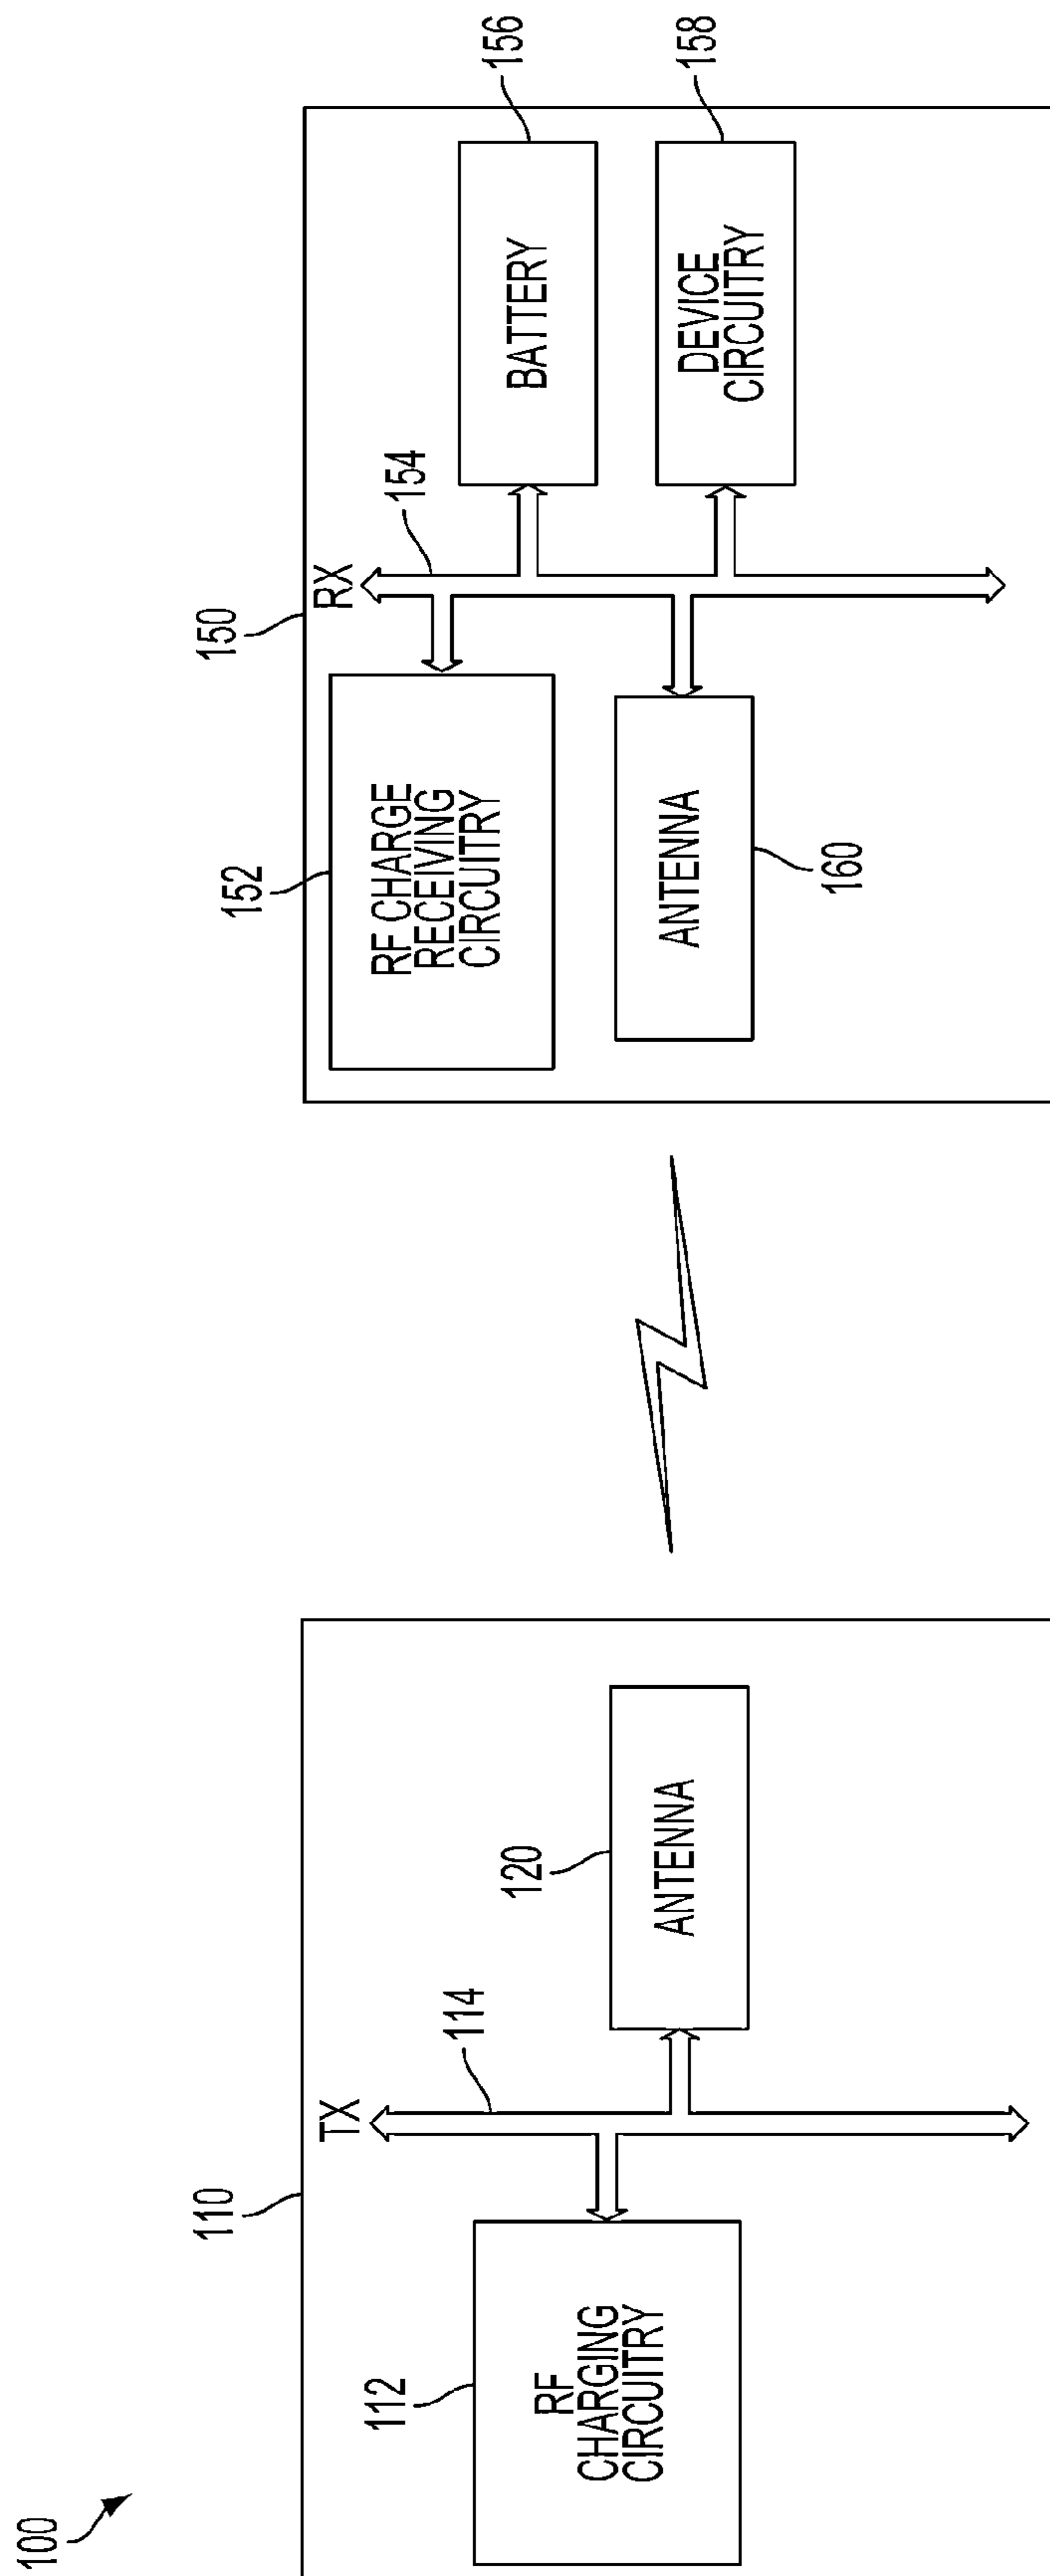 100
110
TX
114
112
RF
CHARGING
CIRCUITRY
120
ANTENNA
150
RX
154
152
RF CHARGE
RECEIVING
CIRCUITRY
156
BATTERY
158
DEVICE
CIRCUITRY
ANTENNA
160